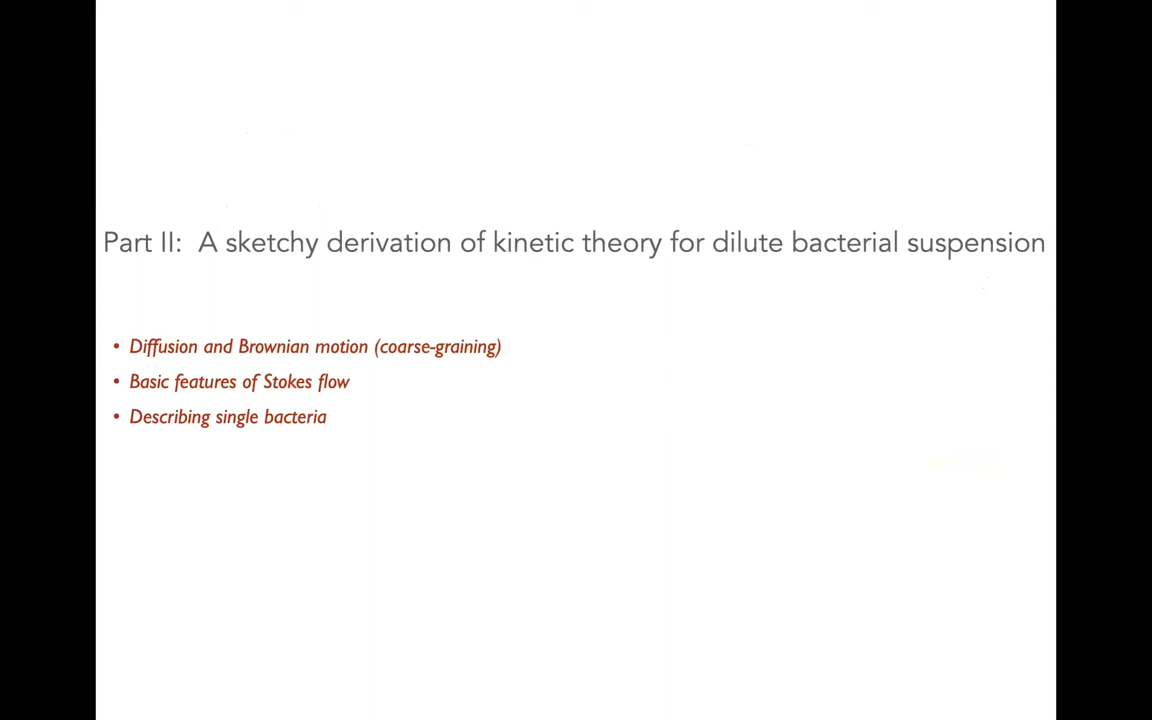 Part II:  A sketchy derivation of kinetic theory for dilute bacterial suspension
• Diffusion and Brownian motion (coarse-graining)
• Basic features of Stokes flow
• Describing single bacteria